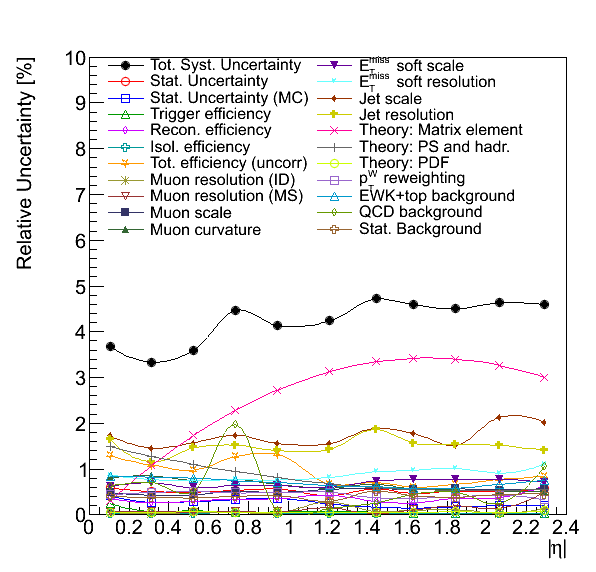 Relative Uncertainty [%]
10
9
8
7
6
5
4
3
2
1
0
Tot. Syst. Uncertainty
Stat. Uncertainty
Stat. Uncertainty (MC)
Trigger efficiency
Recon. efficiency
Isol. efficiency
Tot. efficiency (uncorr)
Muon resolution (ID)
Muon resolution (MS)
Muon scale
Muon curvature
E_T^miss soft scale
E_T^miss soft resolution
Jet scale
Jet resolution
Theory: Matrix element
Theory: PS and hadr.
Theory: PDF
p_T^W reweighting
EWK+top background
QCD background
Stat. Background
0 0.2 0.4 0.6 0.8 1 1.2 1.4 1.6 1.8 2 2.2 2.4
|η|